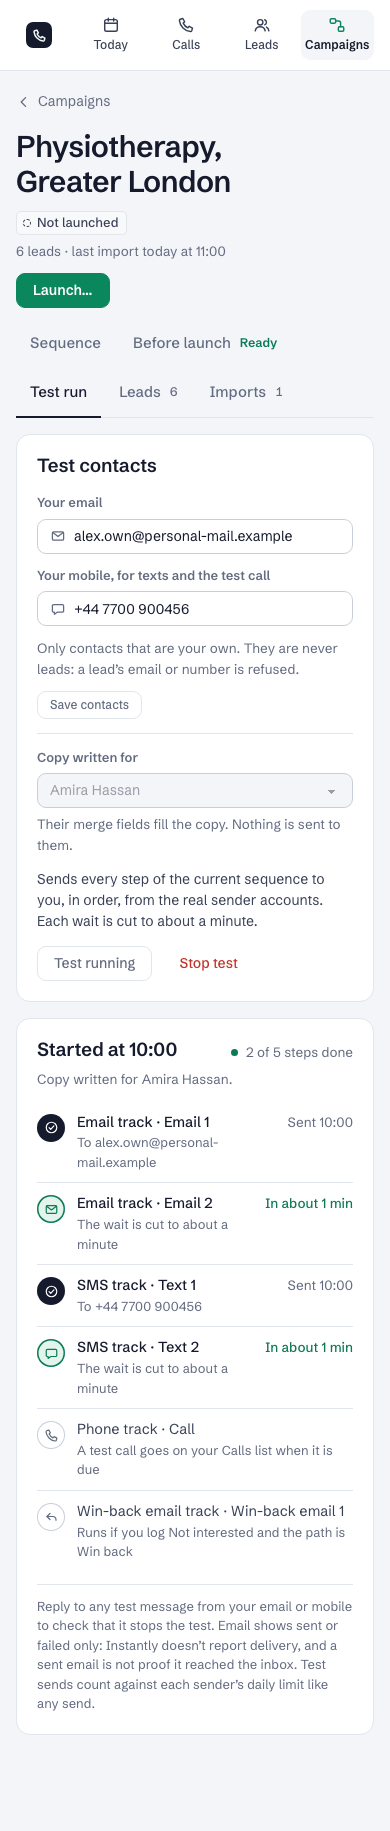 Today
Calls
Leads
Campaigns
Campaigns
Physiotherapy,
Greater London
Not launched
6 leads · last import today at 11:00
Launch...
Sequence
Before launch Ready
Test run
Leads 6
Imports 1
Test contacts
Your email
alex.own@personal-mail.example
Your mobile, for texts and the test call
+44 7700 900456
Only contacts that are your own. They are never
leads: a lead’s email or number is refused.
Save contacts
Copy written for
Amira Hassan
Their merge fields fill the copy. Nothing is sent to
them.
Sends every step of the current sequence to
you, in order, from the real sender accounts.
Each wait is cut to about a minute.
Test running
Stop test
Started at 10:00
2 of 5 steps done
Copy written for Amira Hassan.
Email track · Email 1
Sent 10:00
To alex.own@personal-
mail.example
Email track · Email 2
In about 1 min
The wait is cut to about a
minute
SMS track · Text 1
Sent 10:00
To +44 7700 900456
SMS track · Text 2
In about 1 min
The wait is cut to about a
minute
Phone track · Call
A test call goes on your Calls list when it is
due
Win-back email track · Win-back email 1
Runs if you log Not interested and the path is
Win back
Reply to any test message from your email or mobile
to check that it stops the test. Email shows sent or
failed only: Instantly doesn’t report delivery, and a
sent email is not proof it reached the inbox. Test
sends count against each sender’s daily limit like
any send.